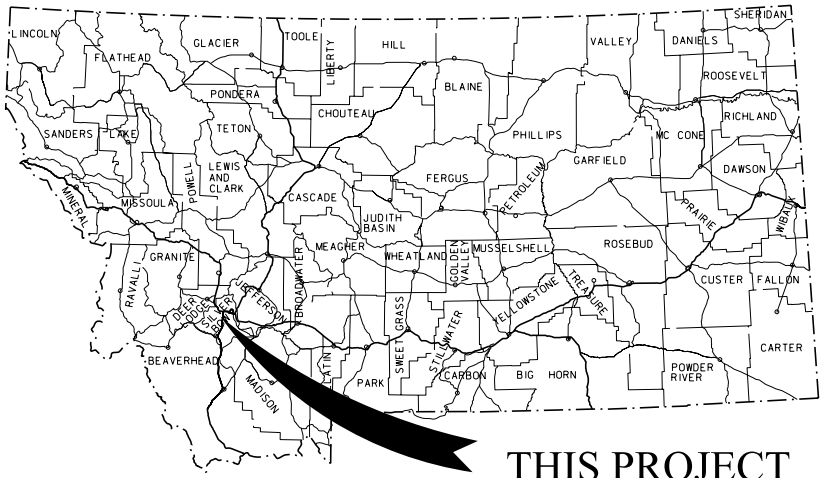 SHERIDAN
LINCOLN
GLACIER
TOOLE
LIBERTY
HILL
VALLEY
DANIELS
FLATHEAD
BLAINE
ROOSEVELT
PONDERA
CHOUTEAU
RICHLAND
SANDERS
LAKE
TETON
PHILLIPS
MC CONE
GARFIELD
LEWIS
AND
CLARK
POWELL
FERGUS
PETROLEUM
DAWSON
MINERAL
MISSOULA
CASCADE
JUDITH
BASIN
PRAIRIE
WIBAUX
MEAGHER
WHEATLAND
GOLDEN
VALLEY
MUSSELSHELL
ROSEBUD
GRANITE
RAVALLI
BROADWATER
CUSTER
FALLON
DEER
LODGE
SILVER
BOW
JEFFERSON
SWEET GRASS
STILLWATER
YELLOWSTONE
TREASURE
BEAVERHEAD
MADISON
ATIN
PARK
CARBON
BIG HORN
POWDER
RIVER
CARTER
THIS PROJECT